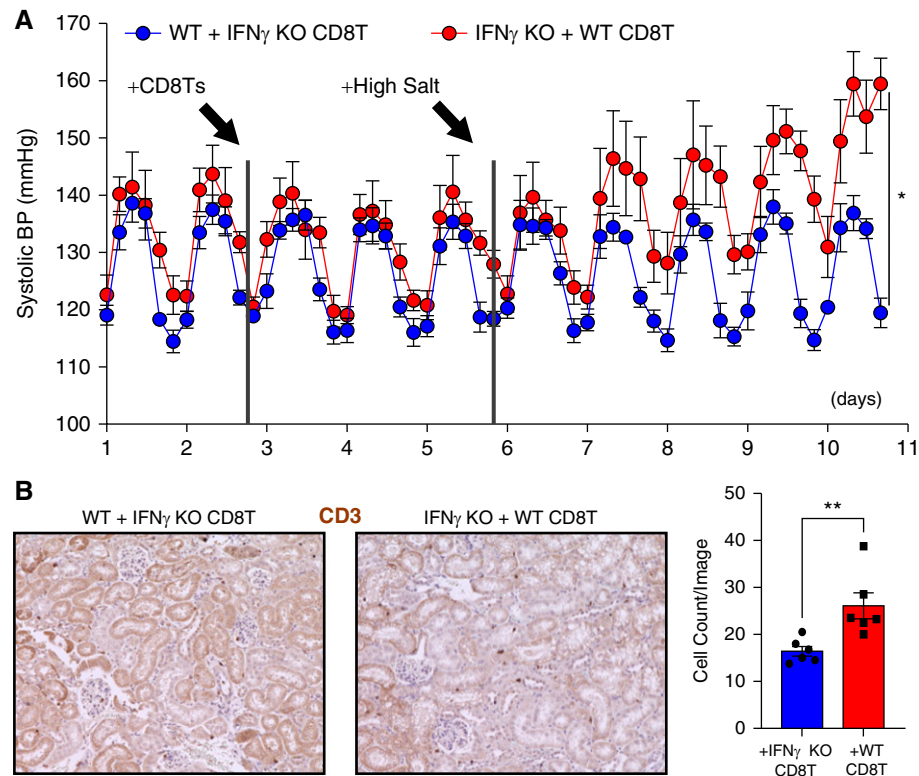 A
WT + IFNγ KO CD8T
IFNγ KO + WT CD8T
+CD8Ts
+High Salt
Systolic BP (mmHg)
170
160
150
140
130
120
110
100
*
(days)
1 2 3 4 5 6 7 8 9 10 11
B
WT + IFNγ KO CD8T
CD3
IFNγ KO + WT CD8T
Cell Count/Image
50
40
30
20
10
0
**
+IFNγ KO
CD8T
+WT
CD8T